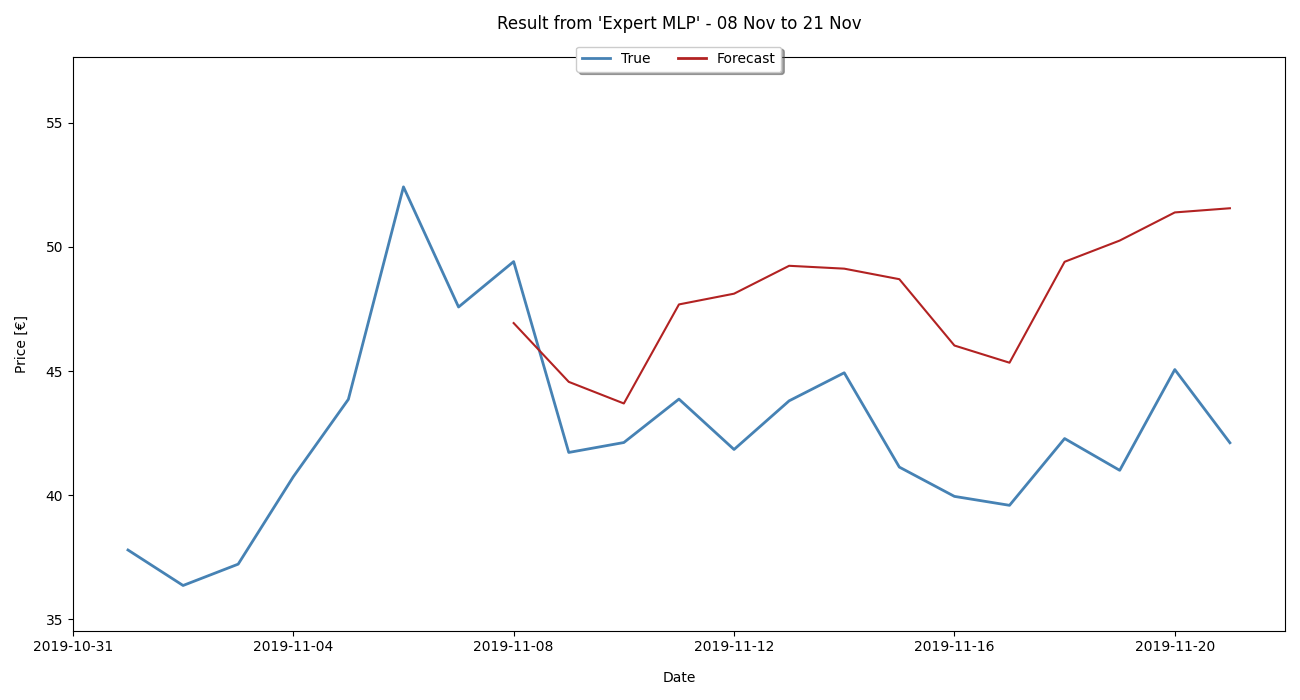 Result from 'Expert MLP' - 08 Nov to 21 Nov
True Forecast
55
50
45
40
35
Price [€]
2019-10-31 2019-11-04 2019-11-08 2019-11-12 2019-11-16 2019-11-20
Date